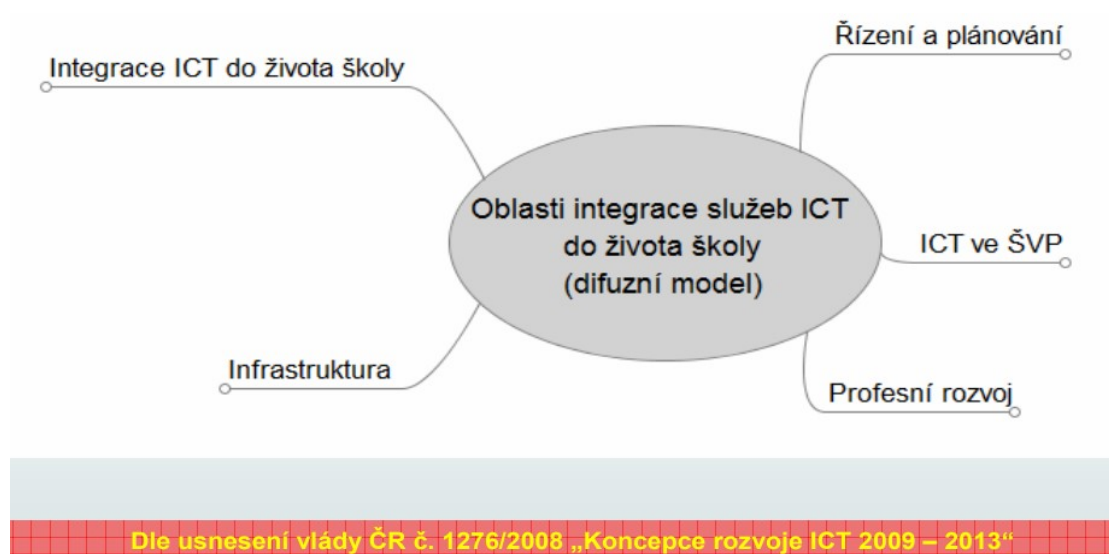 Řízení a plánování
Integrace ICT do života školy
Oblasti integrace služeb ICT
do života školy
(difuzní model)
ICT ve ŠVP
Infrastruktura
Profesní rozvoj
Dle usnesení vlády ČR č. 1276/2008 „Koncepce rozvoje ICT 2009 – 2013“